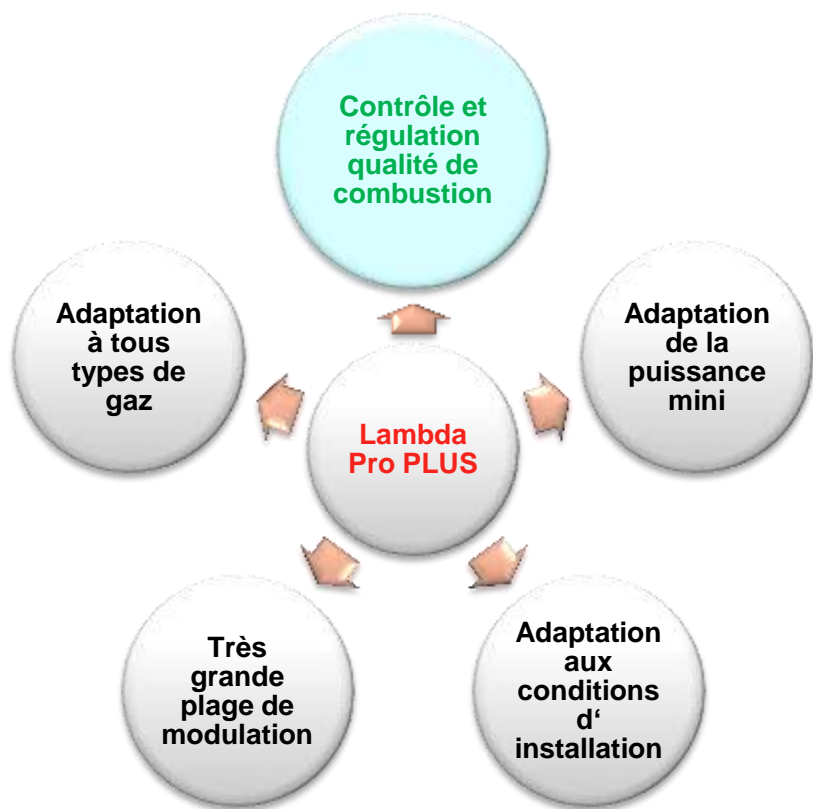 Contrôle et
régulation
qualité de
combustion
Adaptation
à tous
types de
gaz
Adaptation
de la
puissance
mini
Lambda
Pro PLUS
Très
grande
plage de
modulation
Adaptation
aux
conditions
d‘
installation